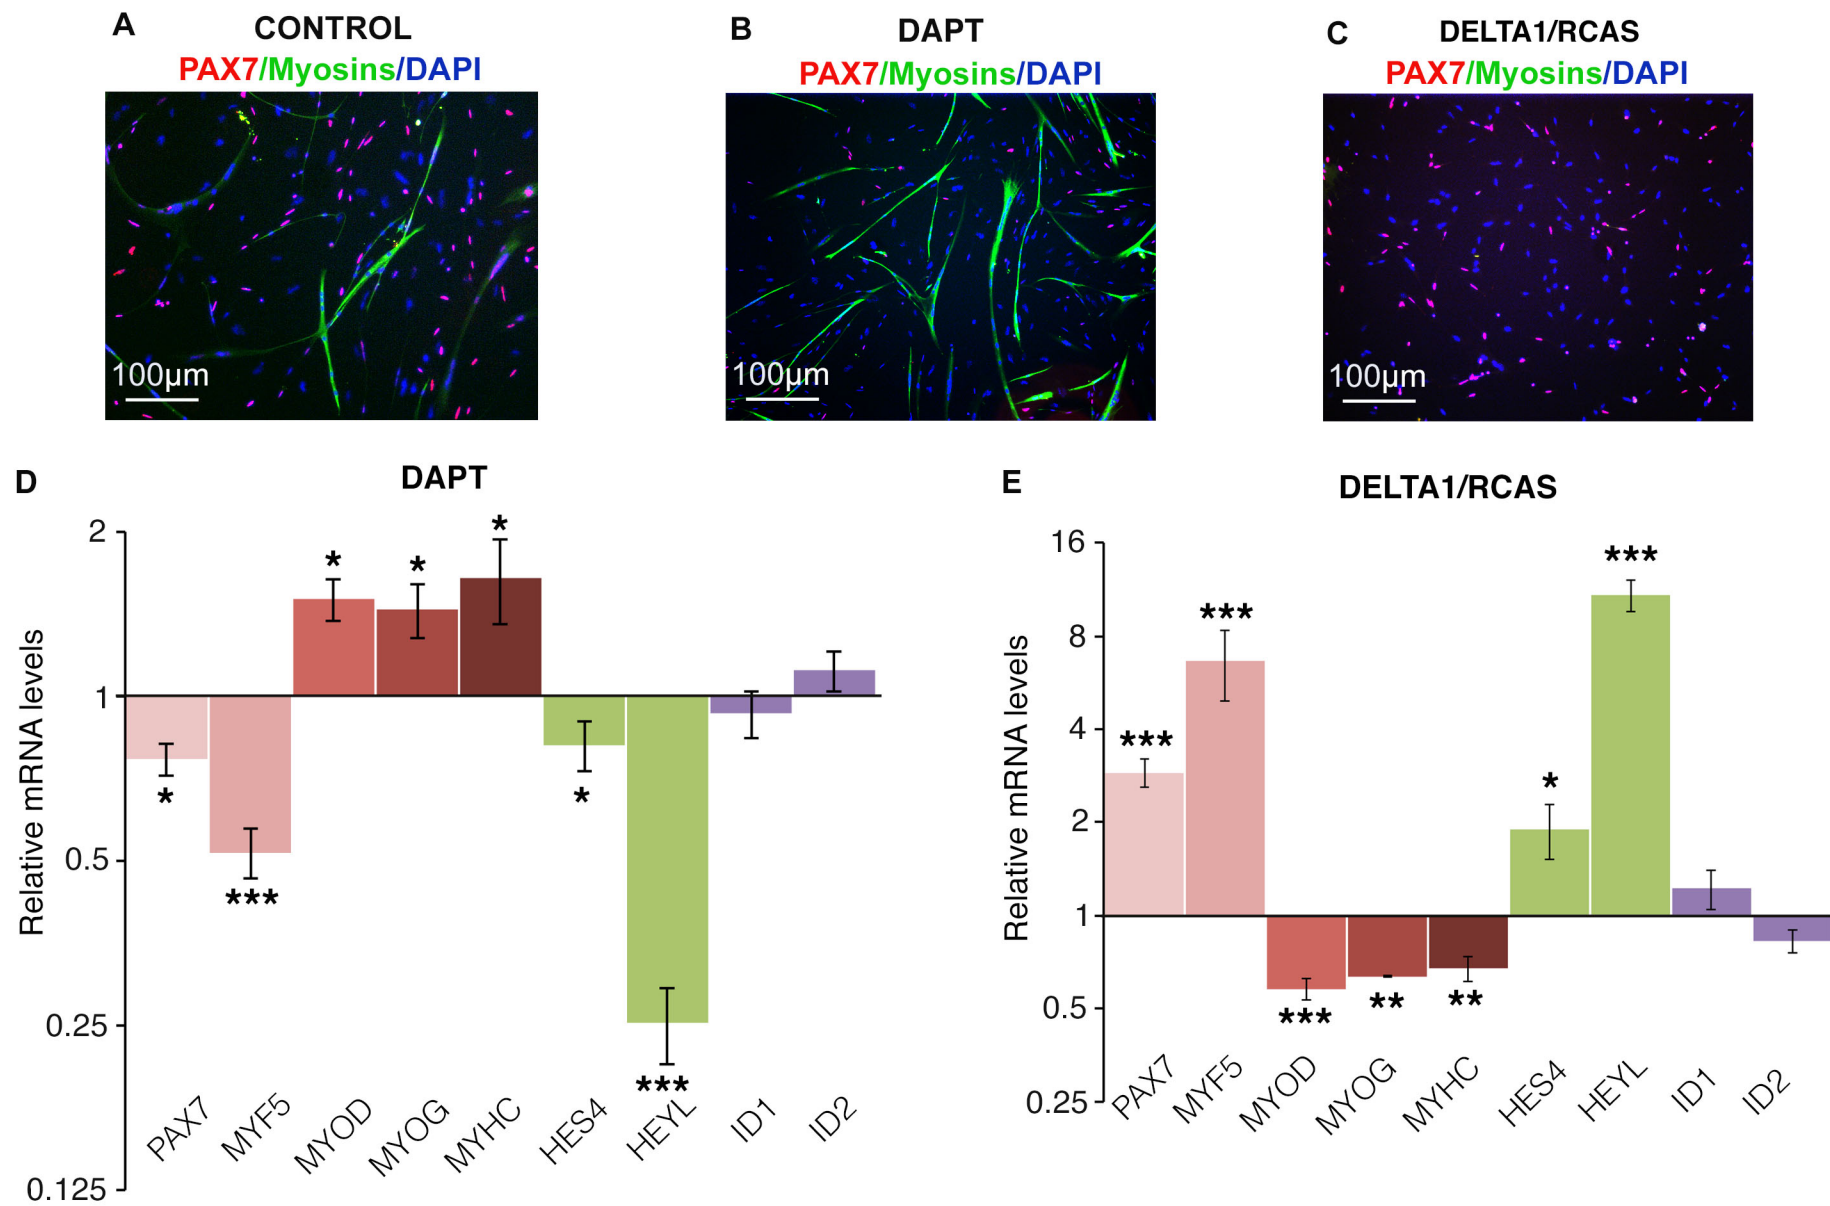 A
CONTROL
PAX7/Myosins/DAPI
100µm
B
DAPT
PAX7/Myosins/DAPI
100µm
C
DELTA1/RCAS
PAX7/Myosins/DAPI
100µm
D
DAPT
Relative mRNA levels
2
1
0.5
0.25
0.125
*
***
*
*
*
*
***
PAX7
MYF5
MYOD
MYOG
MYHC
HES4
HEYL
ID1
ID2
E
DELTA1/RCAS
Relative mRNA levels
16
8
4
2
1
0.5
0.25
***
***
***
**
**
*
***
PAX7
MYF5
MYOD
MYOG
MYHC
HES4
HEYL
ID1
ID2